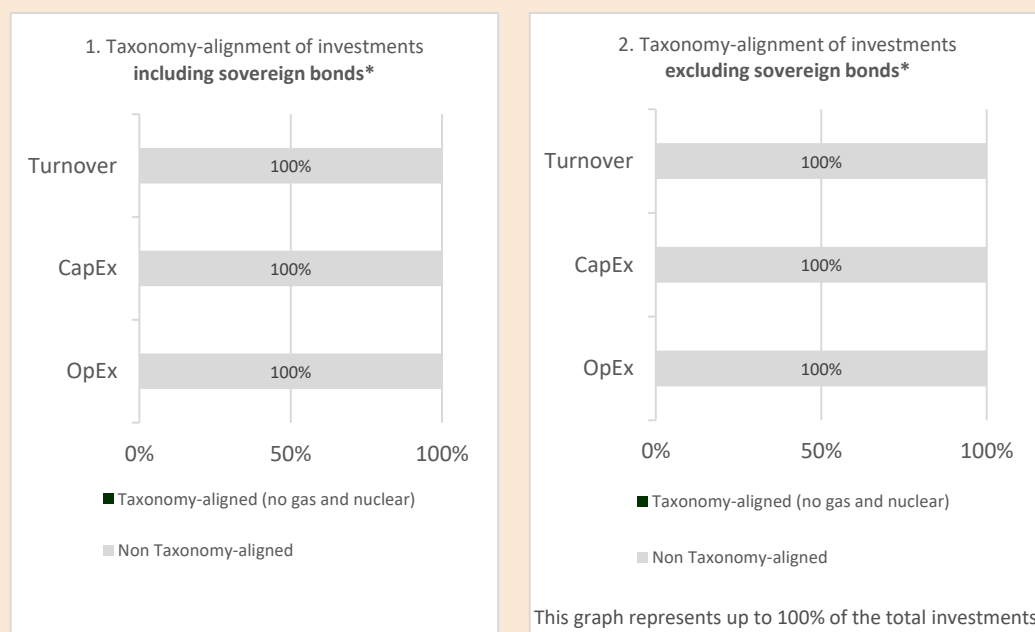 1. Taxonomy-alignment of investments
including sovereign bonds*
Turnover
100%
CapEx
100%
OpEx
100%
0%
50%
100%
Taxonomy-aligned (no gas and nuclear)
Non Taxonomy-aligned
2. Taxonomy-alignment of investments
excluding sovereign bonds*
Turnover
100%
CapEx
100%
OpEx
100%
0%
50%
100%
Taxonomy-aligned (no gas and nuclear)
Non Taxonomy-aligned
This graph represents up to 100% of the total investments